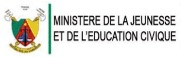 MINISTERE DE LA JEUNESSE
ET DE L'EDUCATION CIVIQUE